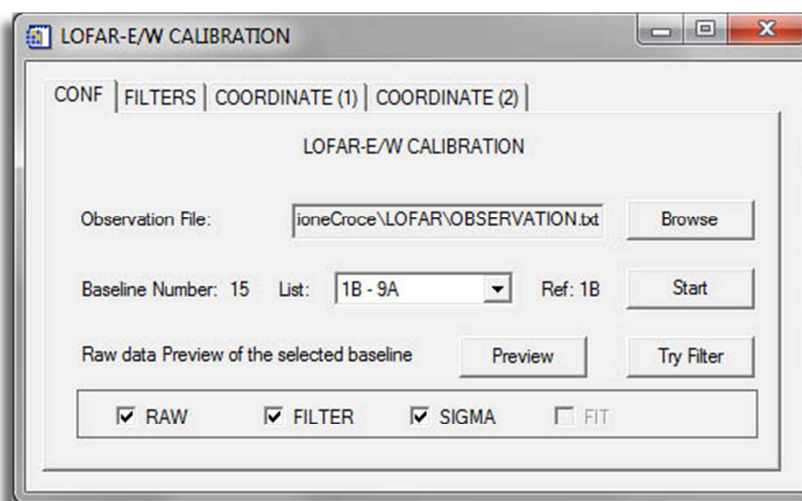 LOFAR-E/W CALIBRATION
CONF FILTERS COORDINATE (1) COORDINATE (2)
LOFAR-E/W CALIBRATION
Observation File: ioneCroce\LOFAR\OBSERVATION.txt Browse
Baseline Number: 15 List: 1B - 9A Ref: 1B Start
Raw data Preview of the selected baseline Preview Try Filter
RAW FILTER SIGMA FIT